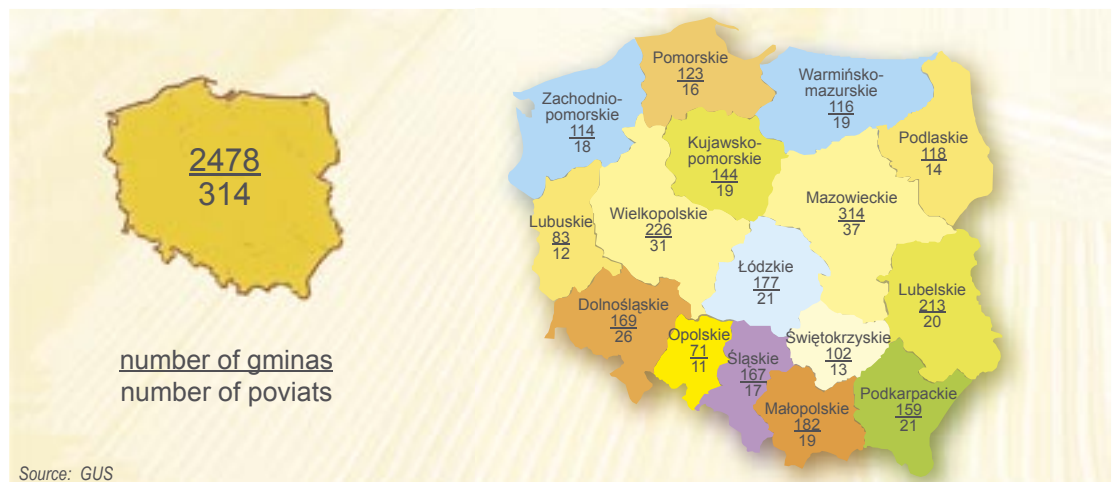 2478
314
number of gminas
number of poviats
Source: GUS
Pomorskie
123
16
Zachodnio-
pomorskie
114
18
Warmińsko-
mazurskie
116
19
Podlaskie
118
14
Kujawsko-
pomorskie
144
19
Mazowieckie
314
37
Wielkopolskie
226
31
Lubuskie
83
12
Łódzkie
177
21
Lubelskie
213
20
Dolnośląskie
169
26
Opolskie
71
11
Śląskie
167
17
Świętokrzyskie
102
13
Małopolskie
182
19
Podkarpackie
159
21